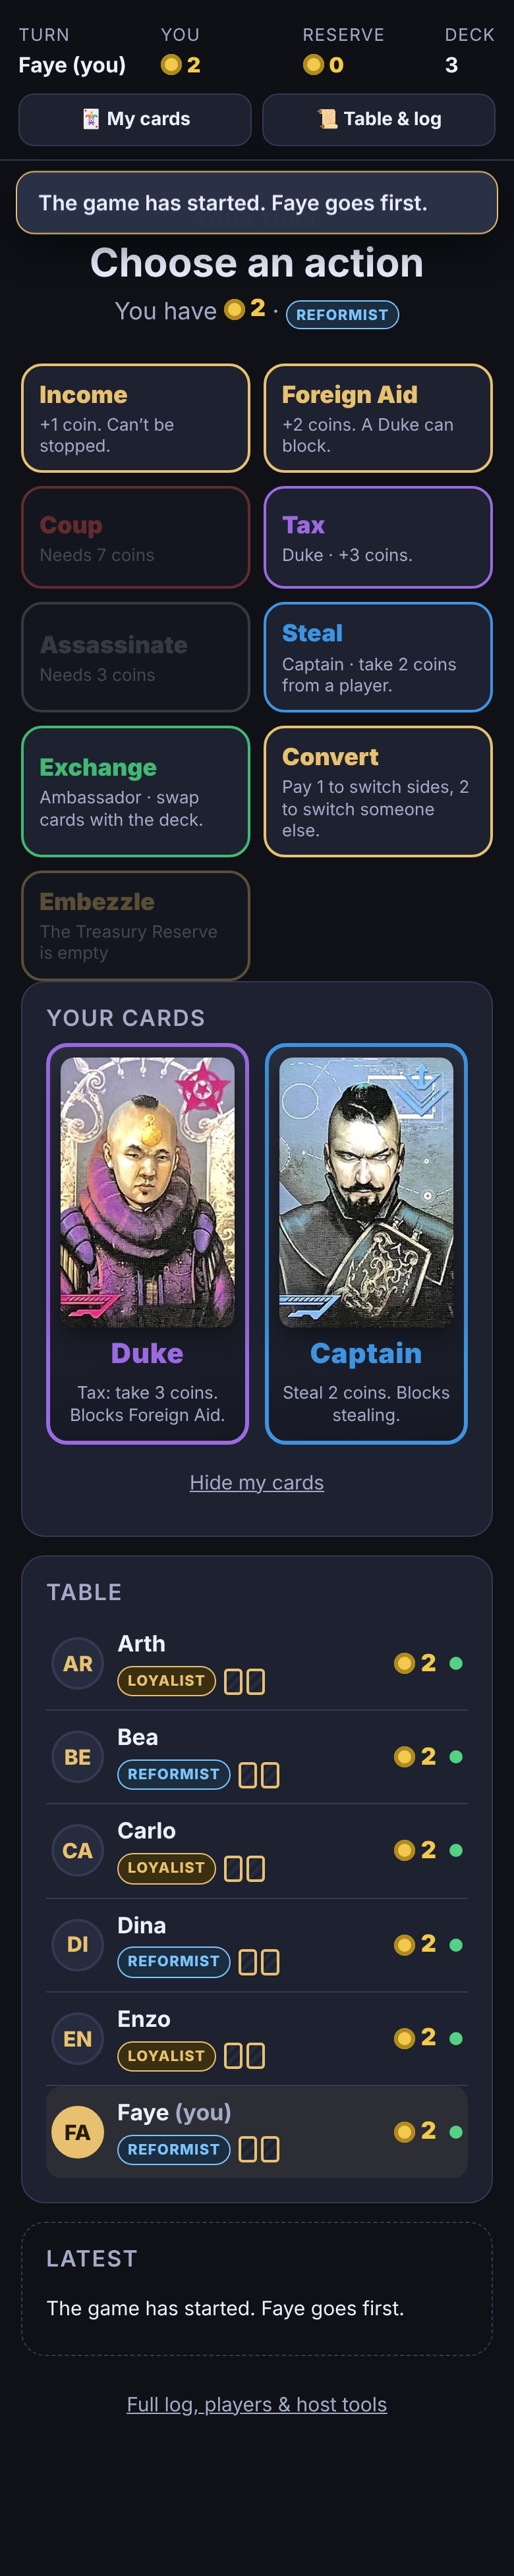 TURN YOU RESERVE DECK
Faye (you) 2 0 3
🃏 My cards 📜 Table & log
The game has started. Faye goes first.
Choose an action
You have 2 · REFORMIST
Income
+1 coin. Can't be
stopped.
Foreign Aid
+2 coins. A Duke can
block.
Coup
Needs 7 coins
Tax
Duke · +3 coins.
Assassinate
Needs 3 coins
Steal
Captain · take 2 coins
from a player.
Exchange
Ambassador · swap
cards with the deck.
Convert
Pay 1 to switch sides, 2
to switch someone
else.
Embezzle
The Treasury Reserve
is empty
YOUR CARDS
Duke
Tax: take 3 coins.
Blocks Foreign Aid.
Captain
Steal 2 coins. Blocks
stealing.
Hide my cards
TABLE
AR Arth 2
LOYALIST
BE Bea 2
REFORMIST
CA Carlo 2
LOYALIST
DI Dina 2
REFORMIST
EN Enzo 2
LOYALIST
FA Faye (you) 2
REFORMIST
LATEST
The game has started. Faye goes first.
Full log, players & host tools